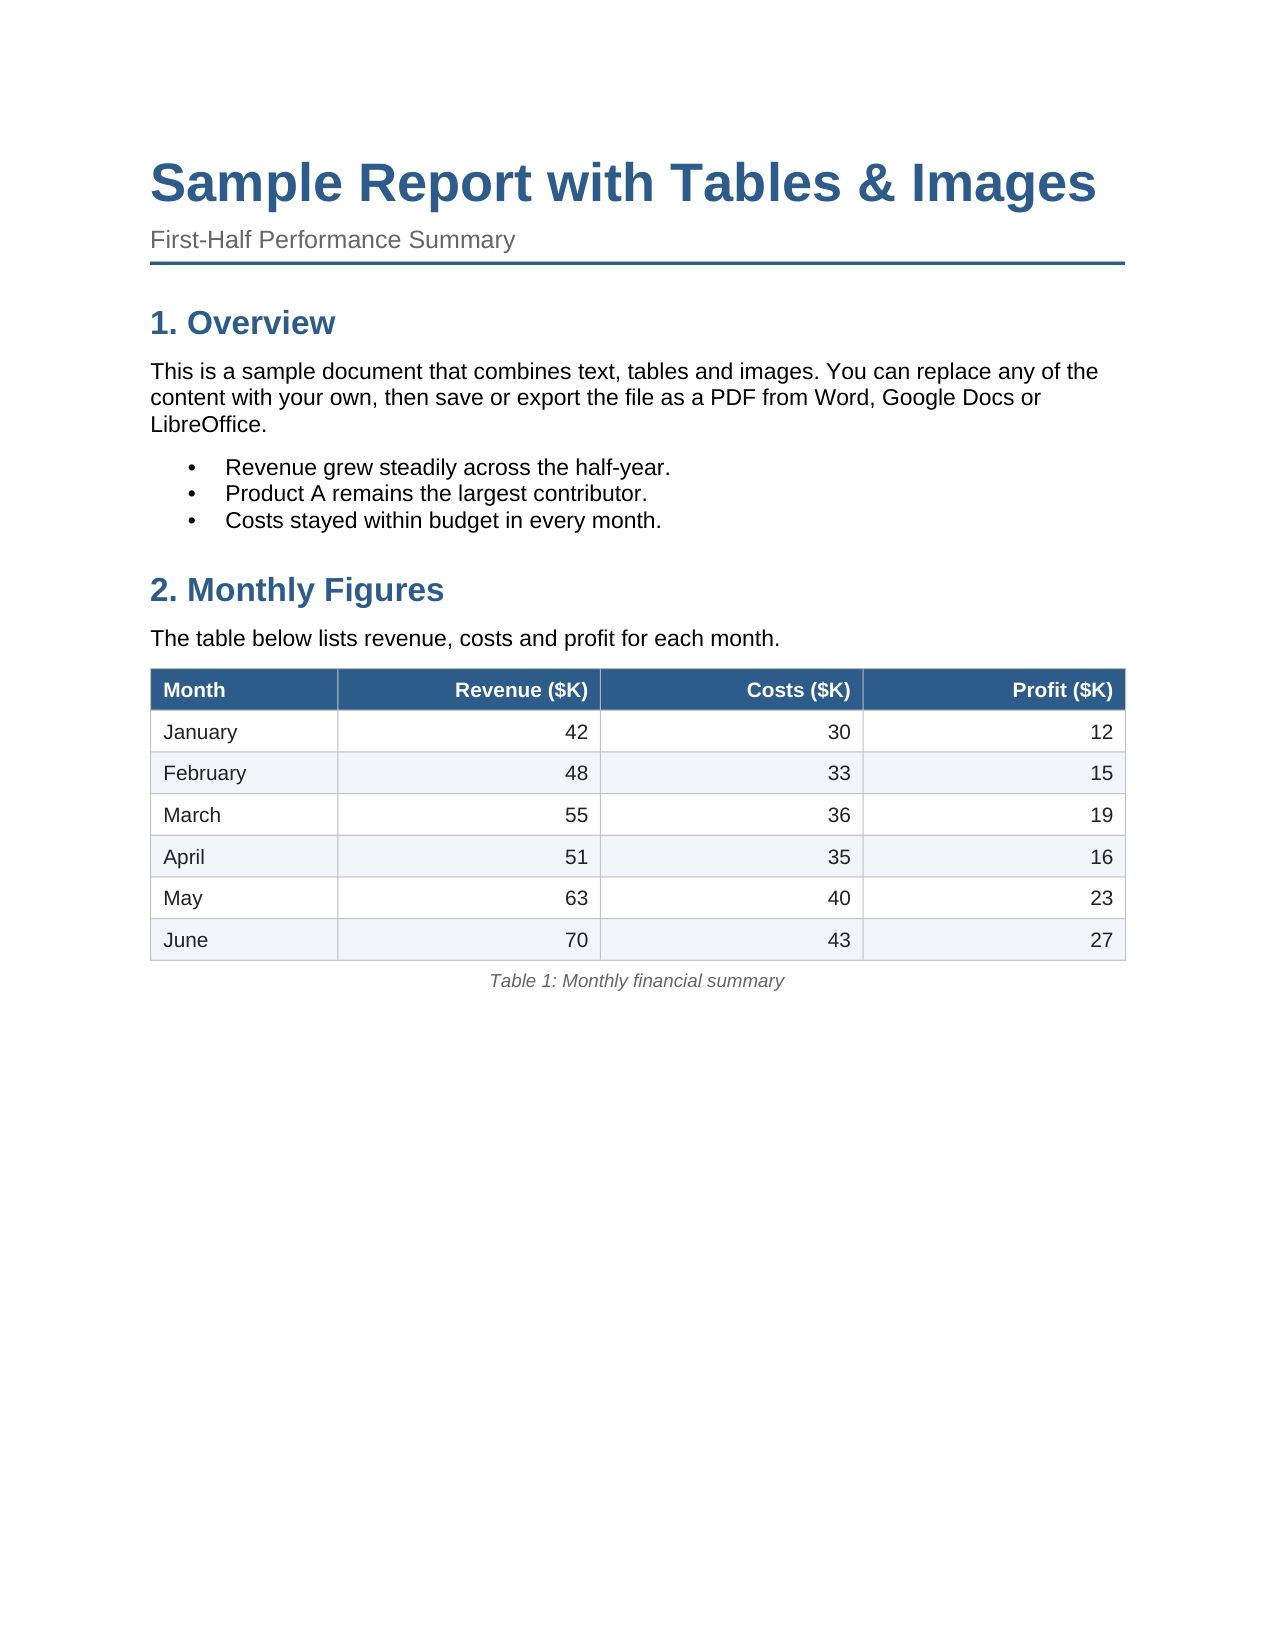 Sample Report with Tables & Images
First-Half Performance Summary
1. Overview
This is a sample document that combines text, tables and images. You can replace any of the
content with your own, then save or export the file as a PDF from Word, Google Docs or
LibreOffice.
• Revenue grew steadily across the half-year.
• Product A remains the largest contributor.
• Costs stayed within budget in every month.
2. Monthly Figures
The table below lists revenue, costs and profit for each month.
Month Revenue ($K) Costs ($K) Profit ($K)
January 42 30 12
February 48 33 15
March 55 36 19
April 51 35 16
May 63 40 23
June 70 43 27
Table 1: Monthly financial summary